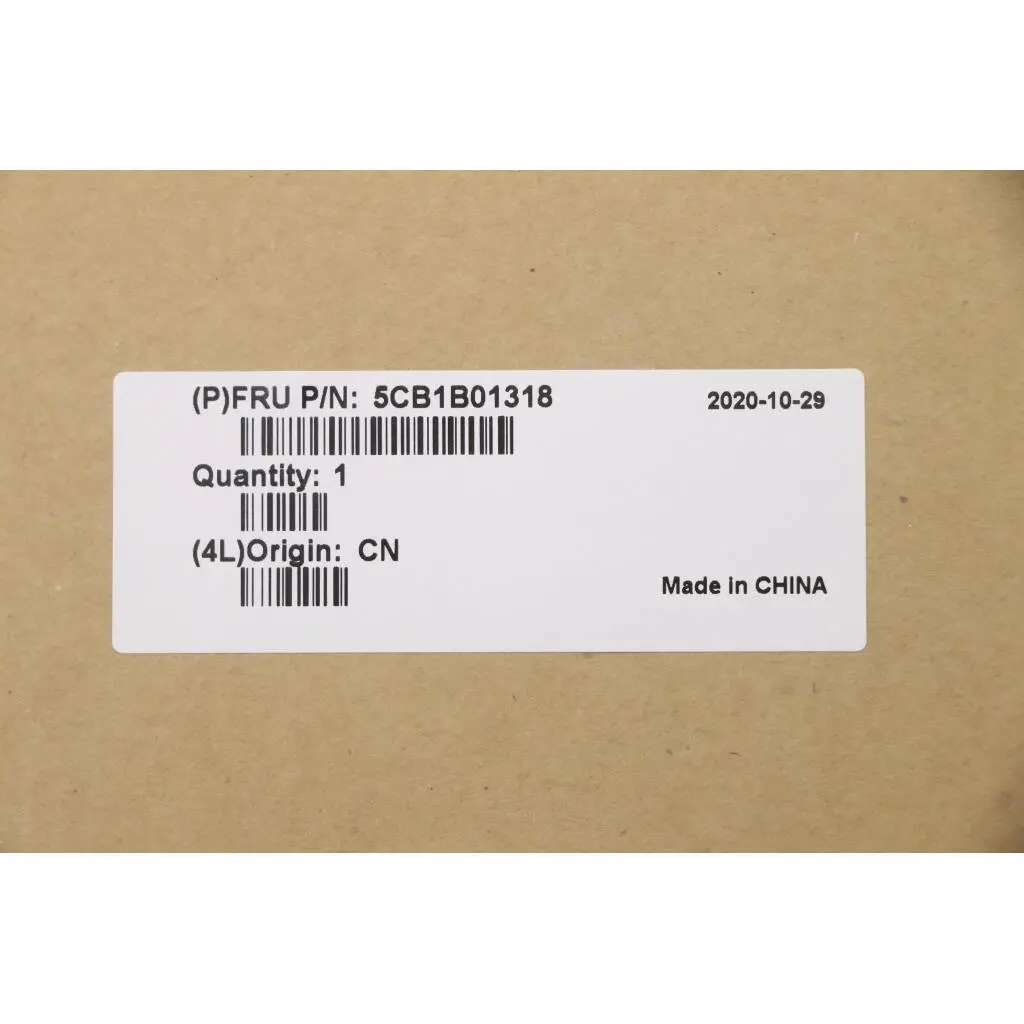 (P)FRU P/N: 5CB1B01318
2020-10-29
Quantity: 1
(4L)Origin: CN
Made in CHINA